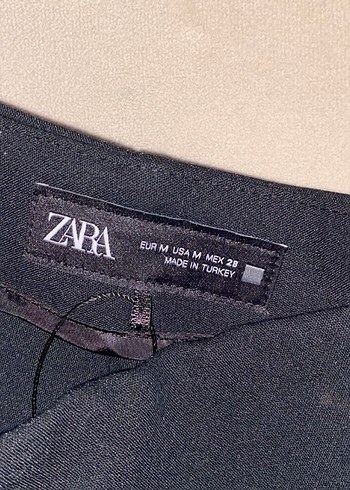 ZARA
EUR M USA M MEX 28
MADE IN TURKEY